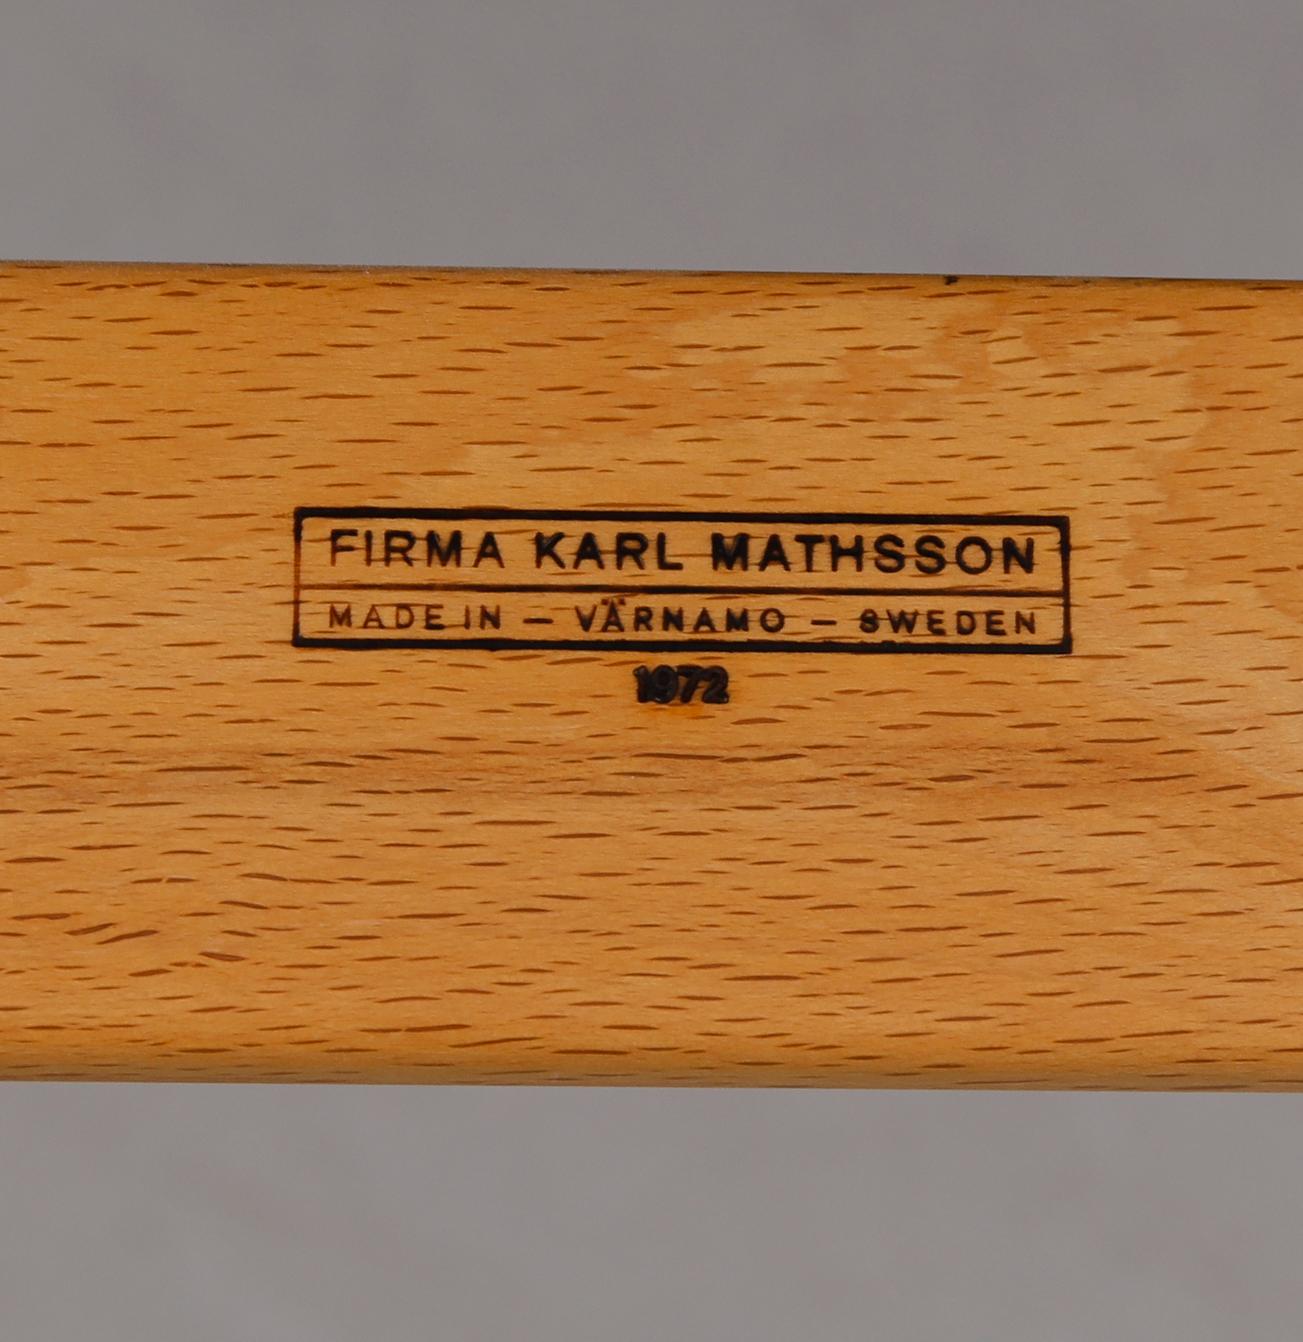 FIRMA KARL MATHSSON
MADE IN – VÄRNAMO – SWEDEN
1972